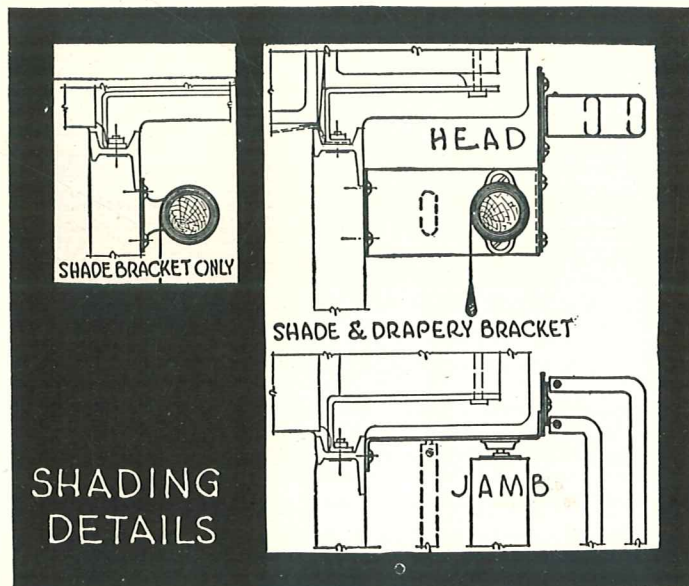 SHADE BRACKET ONLY
HEAD
SHADE & DRAPERY BRACKET
JAMB
SHADING
DETAILS